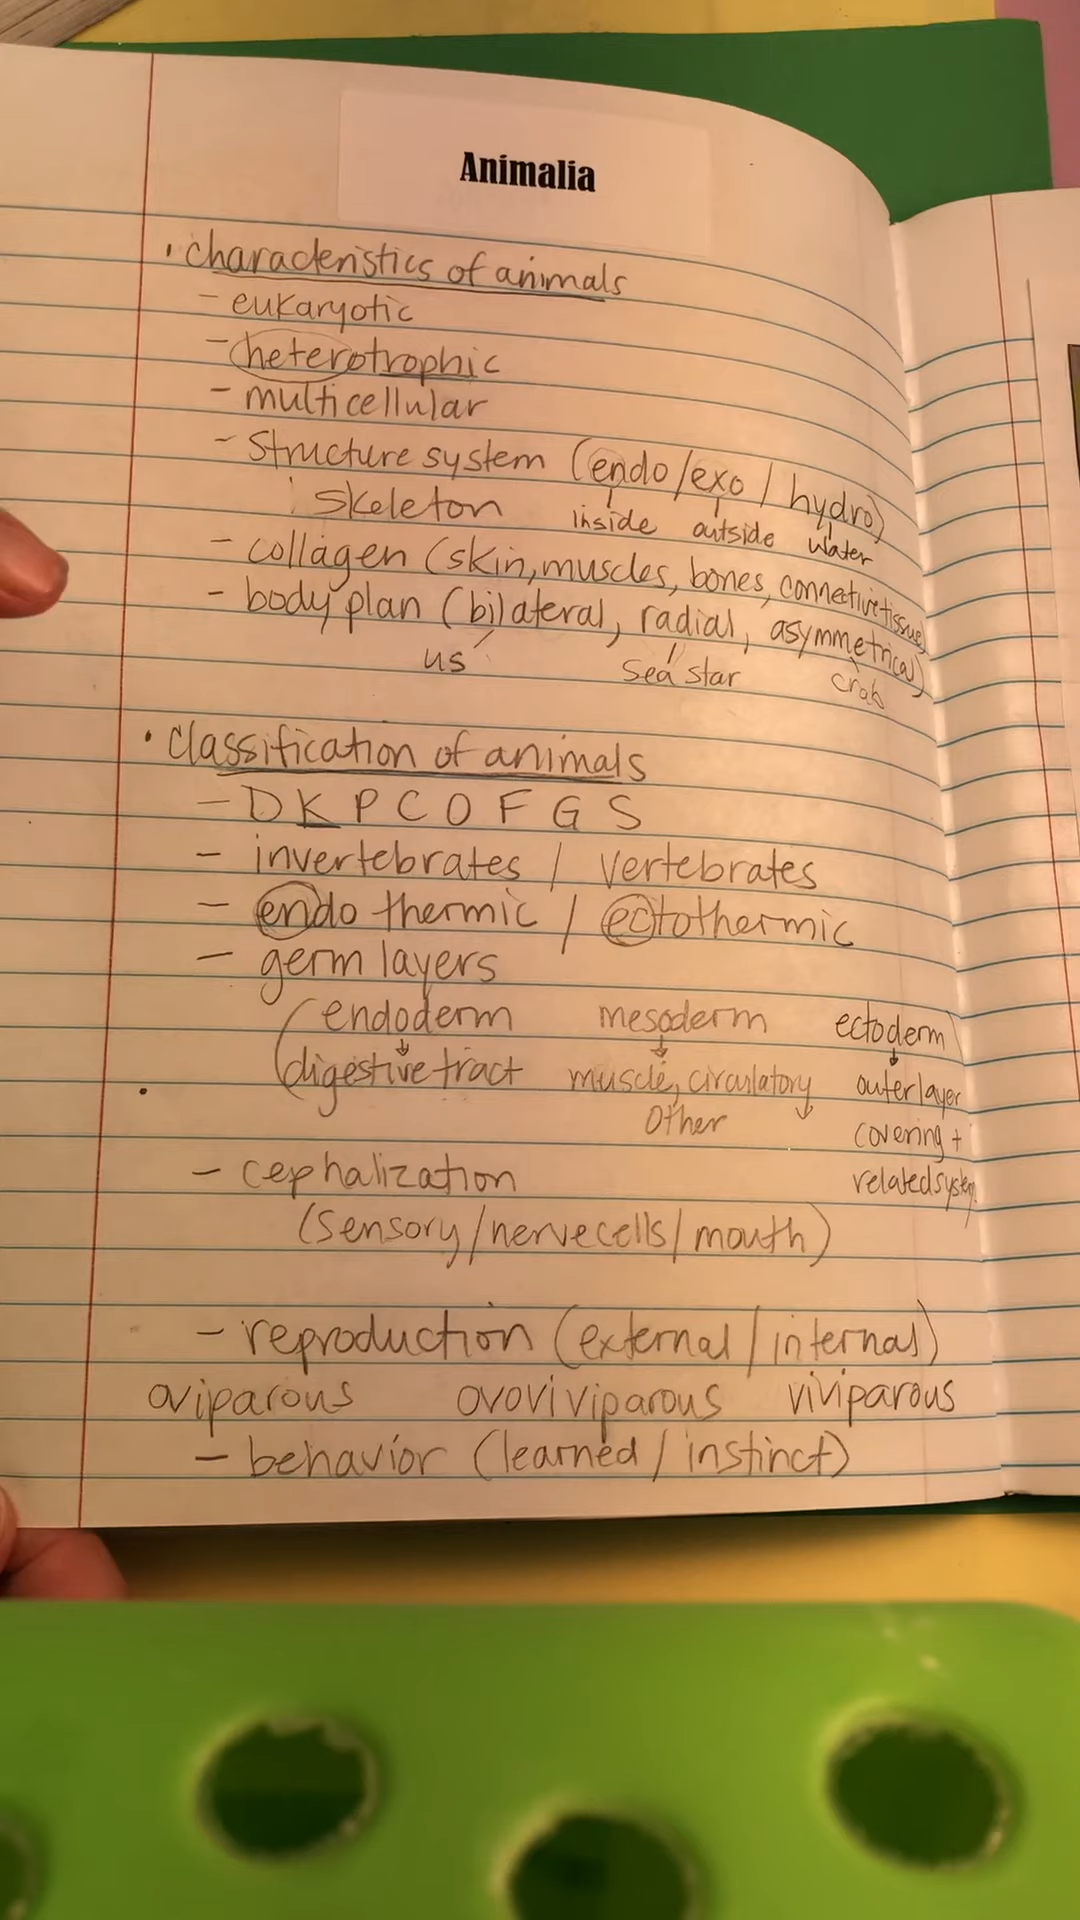 Animalia
• characteristics of animals
- eukaryotic
- heterotrophic
- multicellular
- structure system (endo/exo/hydro)
skeleton inside outside water
- collagen (skin, muscles, bones, connective tissue)
- body plan (bilateral, radial, asymmetrical)
us sea star crab
• classification of animals
- D K P C O F G S
- invertebrates / vertebrates
- endothermic / ectothermic
- germ layers
(endoderm mesoderm ectoderm
digestive tract muscle, circulatory outer layer
other covering +
- cephalization related system
(sensory/nerve cells/mouth)
- reproduction (external/internal)
oviparous ovoviviparous viviparous
- behavior (learned/instinct)